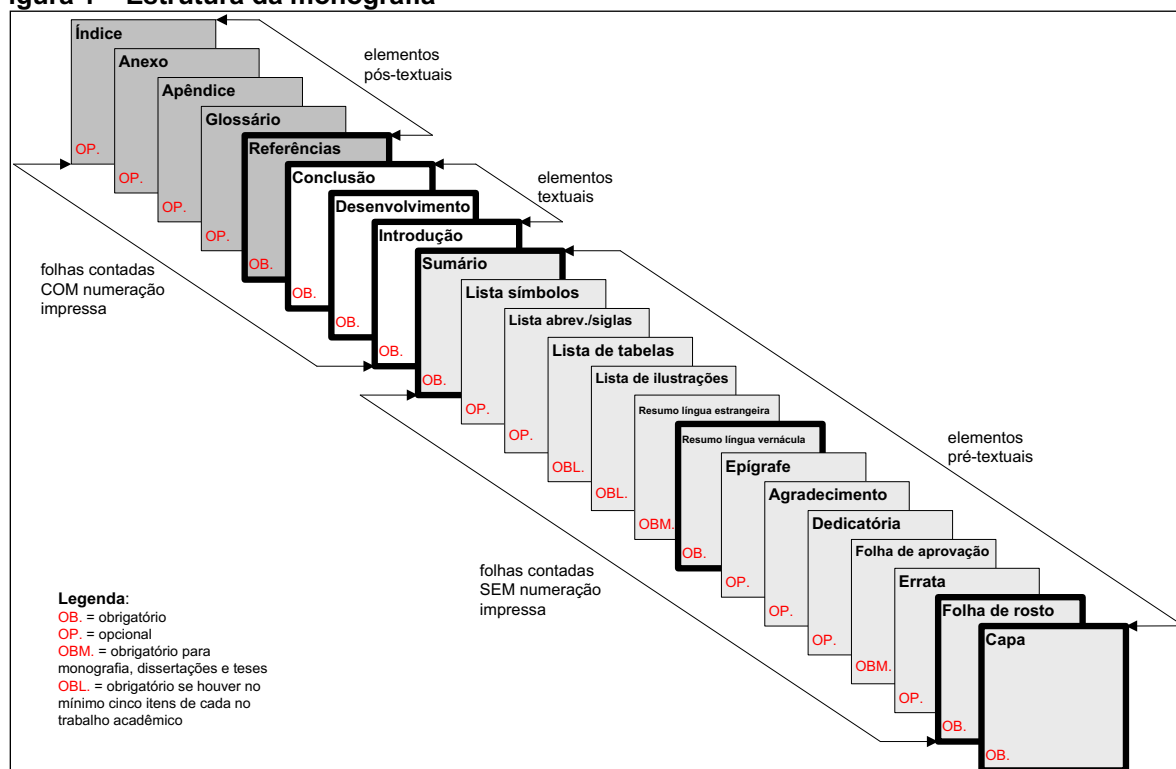 igura 1 – Estrutura da monografia
Índice
OP.
Anexo
OP.
Apêndice
OP.
Glossário
OP.
Referências
OB.
Conclusão
OB.
Desenvolvimento
OB.
Introdução
OB.
Sumário
OB.
Lista símbolos
OP.
Lista abrev./siglas
OP.
Lista de tabelas
OBL.
Lista de ilustrações
OBL.
Resumo língua estrangeira
OBM.
Resumo língua vernácula
OB.
Epígrafe
OP.
Agradecimento
OP.
Dedicatória
OP.
Folha de aprovação
OBM.
Errata
OP.
Folha de rosto
OB.
Capa
OB.
elementos
pós-textuais
elementos
textuais
elementos
pré-textuais
folhas contadas
COM numeração
impressa
folhas contadas
SEM numeração
impressa
Legenda:
OB. = obrigatório
OP. = opcional
OBM. = obrigatório para
monografia, dissertações e teses
OBL. = obrigatório se houver no
mínimo cinco itens de cada no
trabalho acadêmico